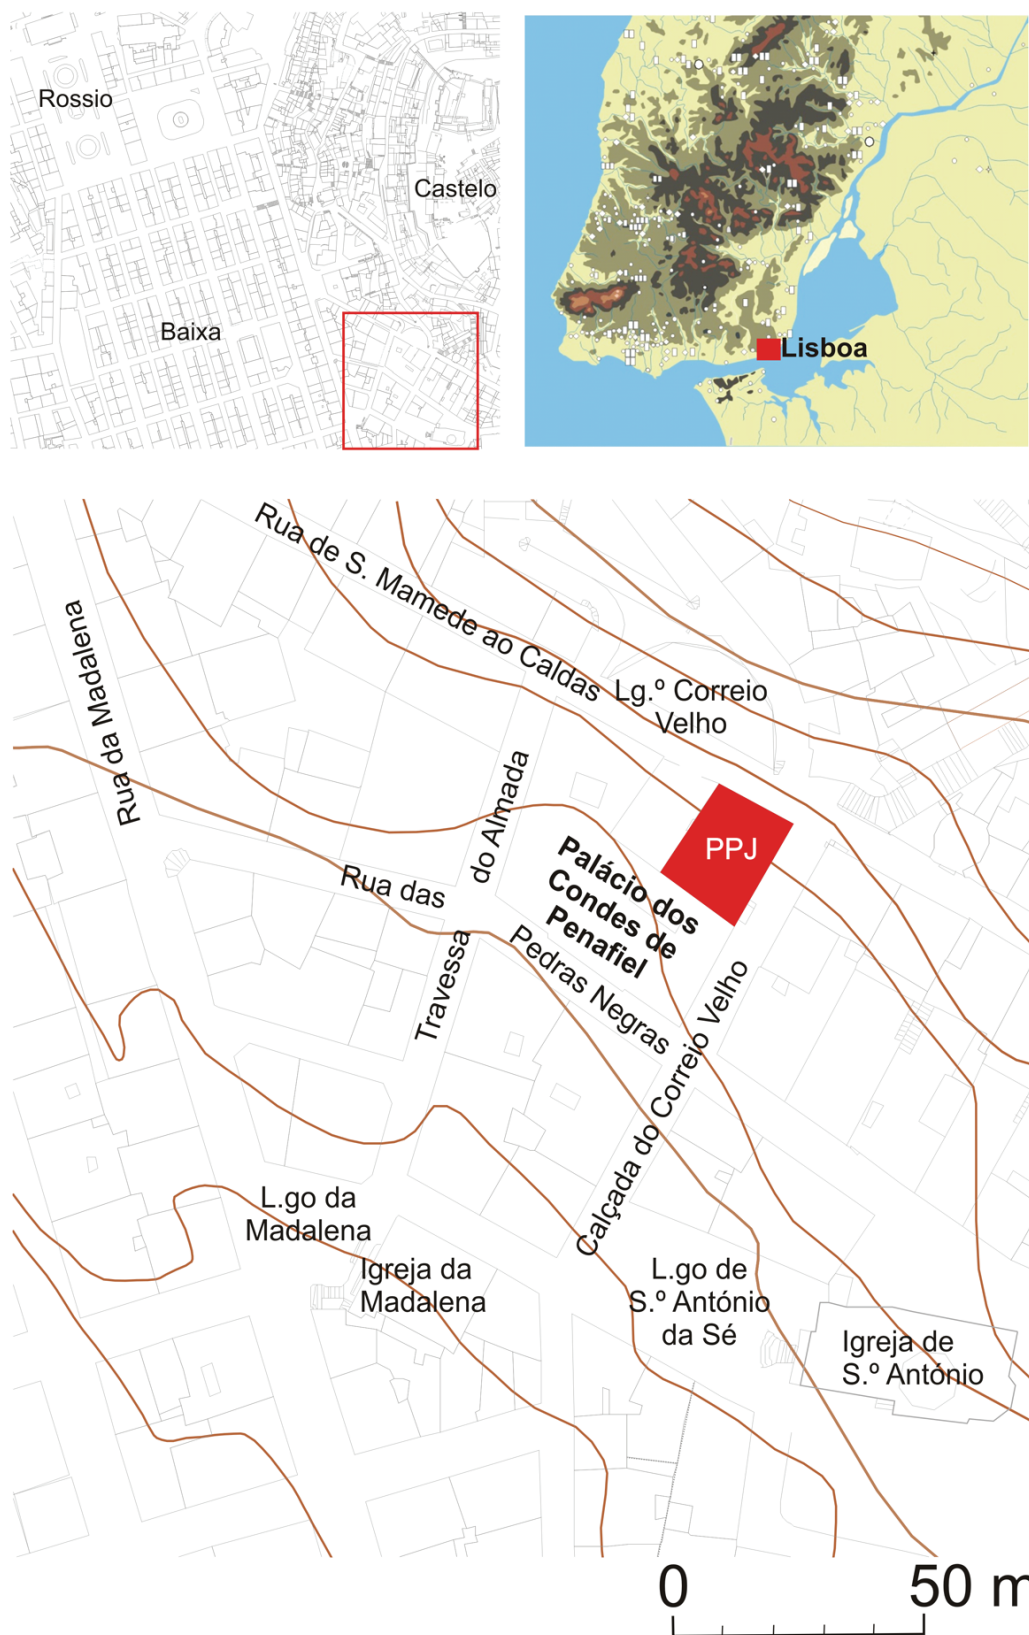 Rossio
Castelo
Baixa
Lisboa
Rua de S. Mamede ao Caldas
Rua da Madalena
Lg.º Correio
Velho
do Almada
Travessa
PPJ
Palácio dos
Condes de
Penafiel
Rua das
Pedras Negras
Calçada do Correio Velho
L.go da
Madalena
Igreja da
Madalena
L.go de
S.º António
da Sé
Igreja de
S.º António
0 50 m